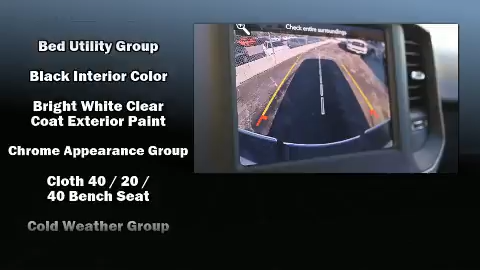 Check entire surroundings
Bed Utility Group
Black Interior Color
Bright White Clear
Coat Exterior Paint
Chrome Appearance Group
Cloth 40 / 20 /
40 Bench Seat
Cold Weather Group